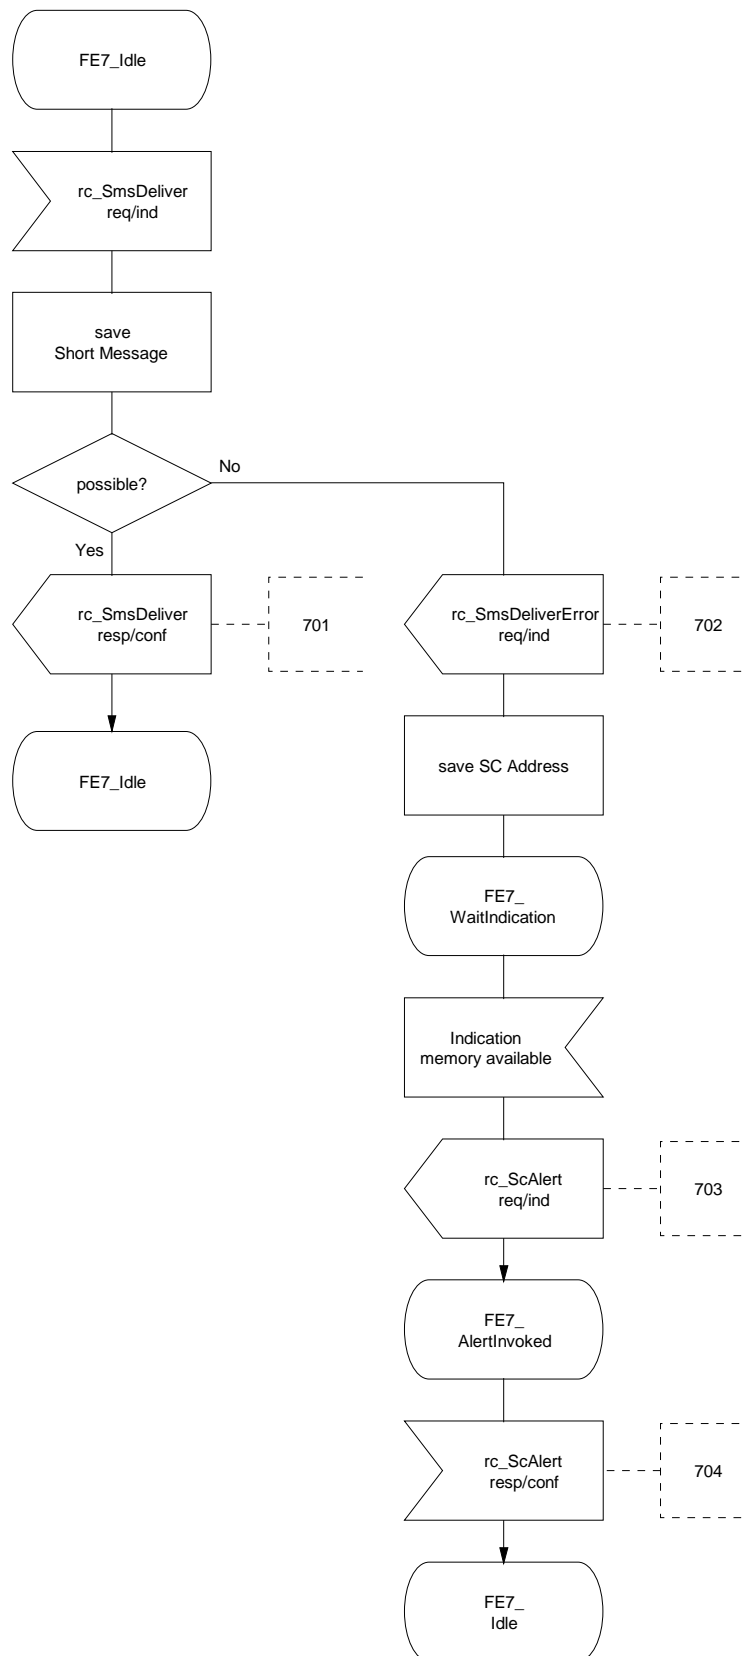 FE7_Idle
rc_SmsDeliver
req/ind
save
Short Message
possible?
No
Yes
rc_SmsDeliver
resp/conf
701
rc_SmsDeliverError
req/ind
702
FE7_Idle
save SC Address
FE7_
WaitIndication
Indication
memory available
rc_ScAlert
req/ind
703
FE7_
AlertInvoked
rc_ScAlert
resp/conf
704
FE7_
Idle